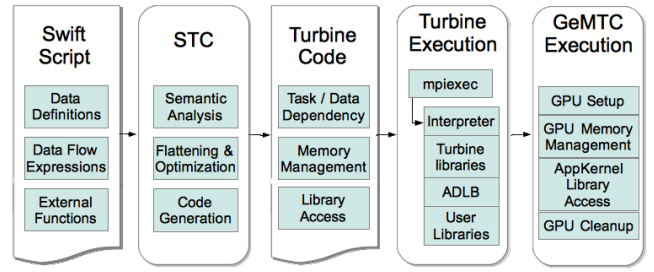 Swift
Script
Data
Definitions
Data Flow
Expressions
External
Functions
STC
Semantic
Analysis
Flattening &
Optimization
Code
Generation
Turbine
Code
Task / Data
Dependency
Memory
Management
Library
Access
Turbine
Execution
mpiexec
Interpreter
Turbine
libraries
ADLB
User
Libraries
GeMTC
Execution
GPU Setup
GPU Memory
Management
AppKernel
Library
Access
GPU Cleanup